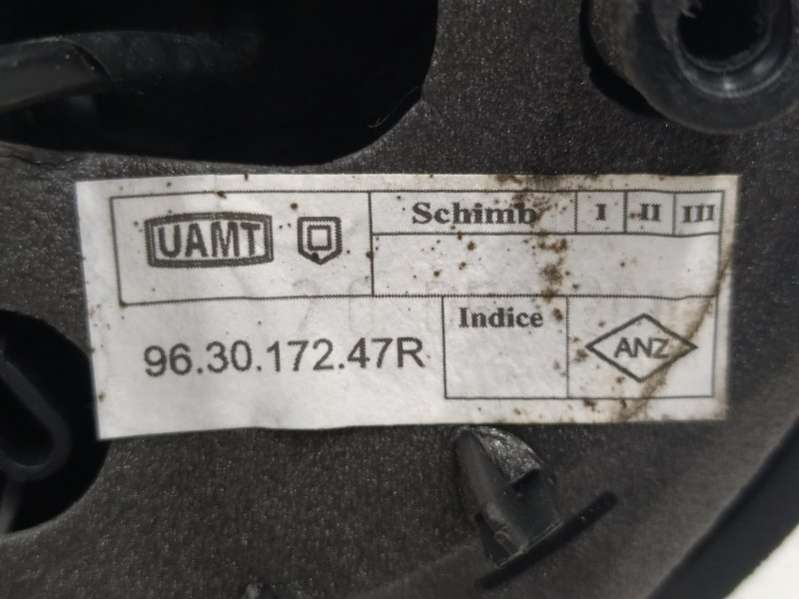 UAMT
Schimb I II III
96.30.172.47R
Indice
ANZ